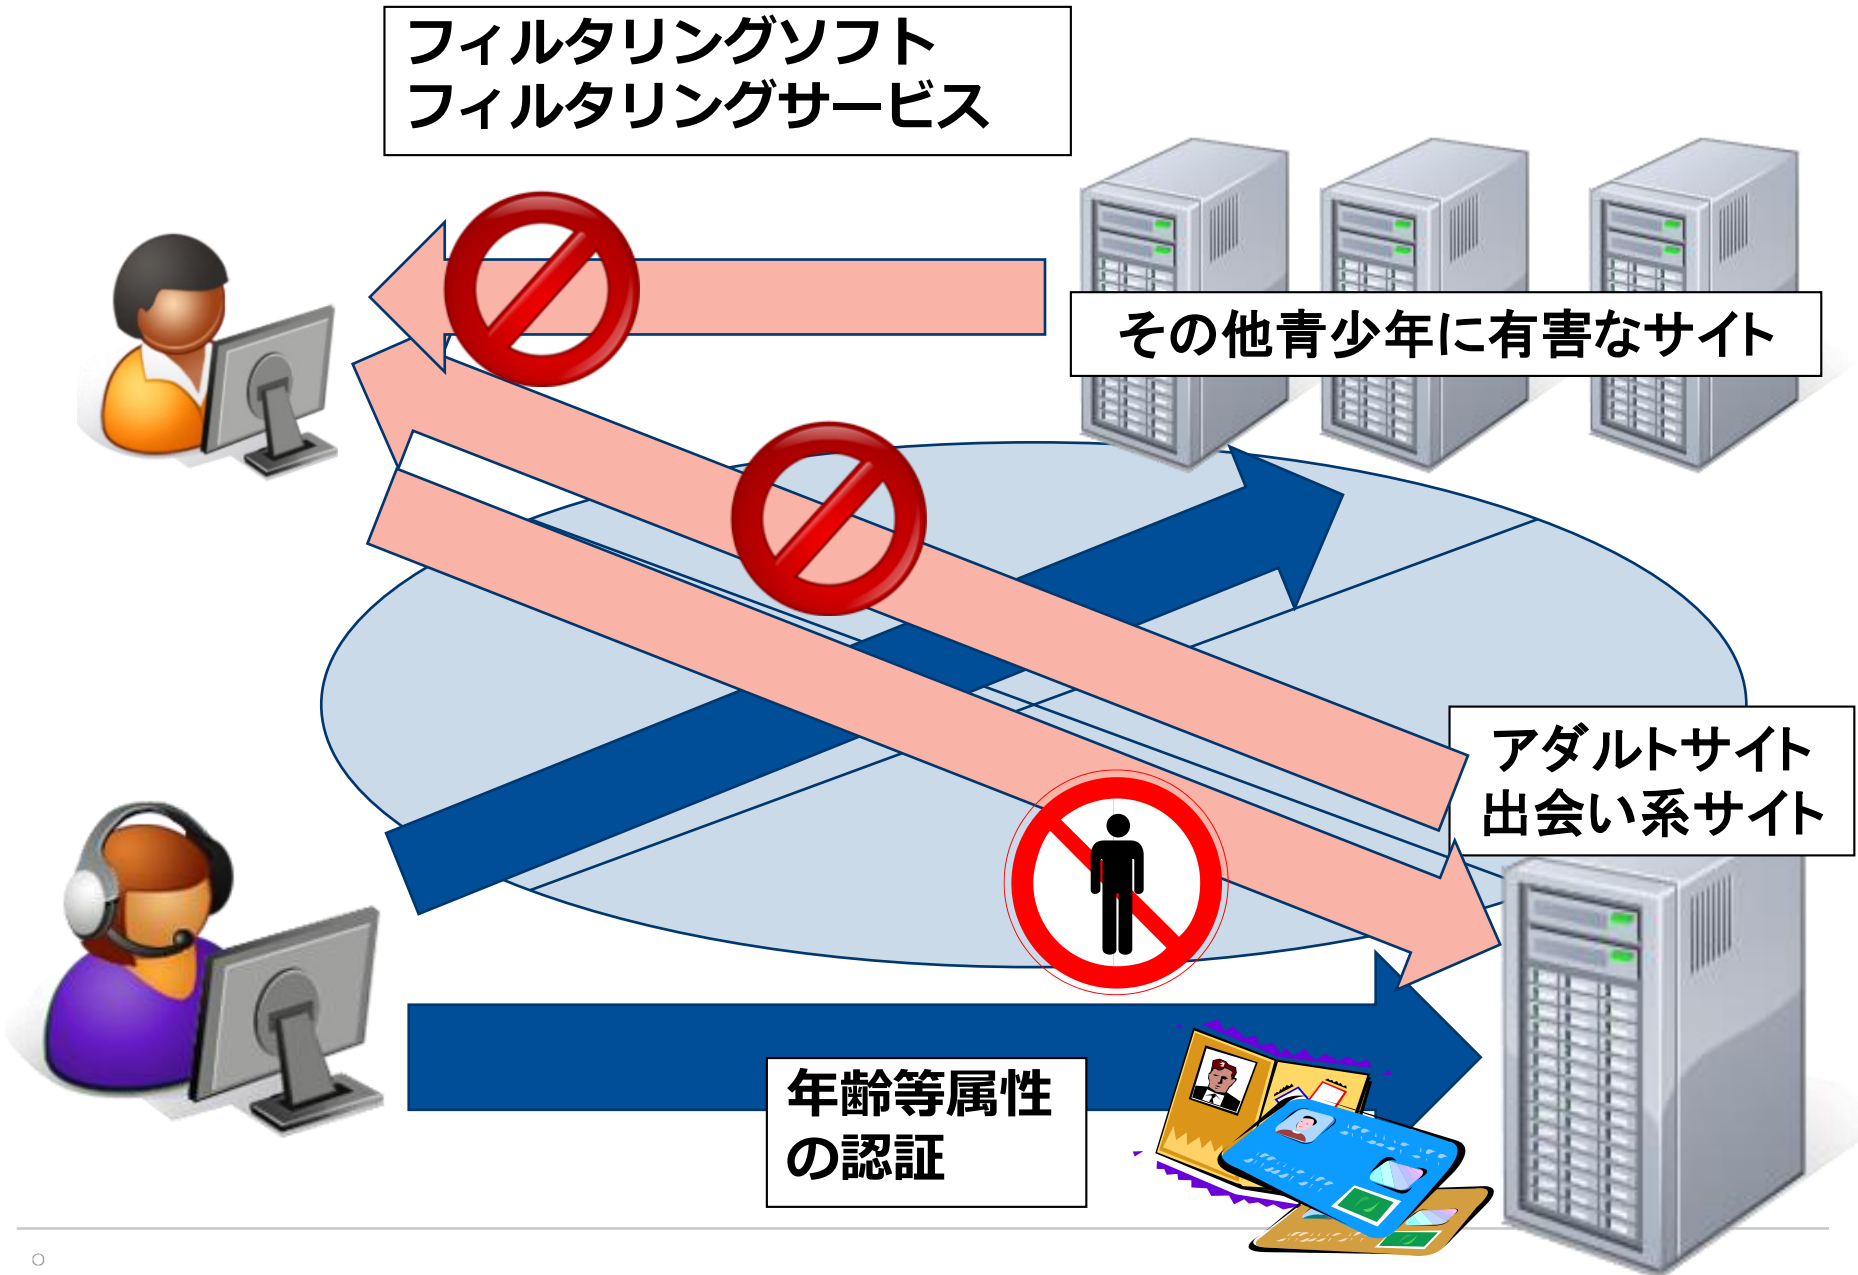 フィルタリングソフト
フィルタリングサービス
その他青少年に有害なサイト
アダルトサイト
出会い系サイト
年齢等属性
の認証